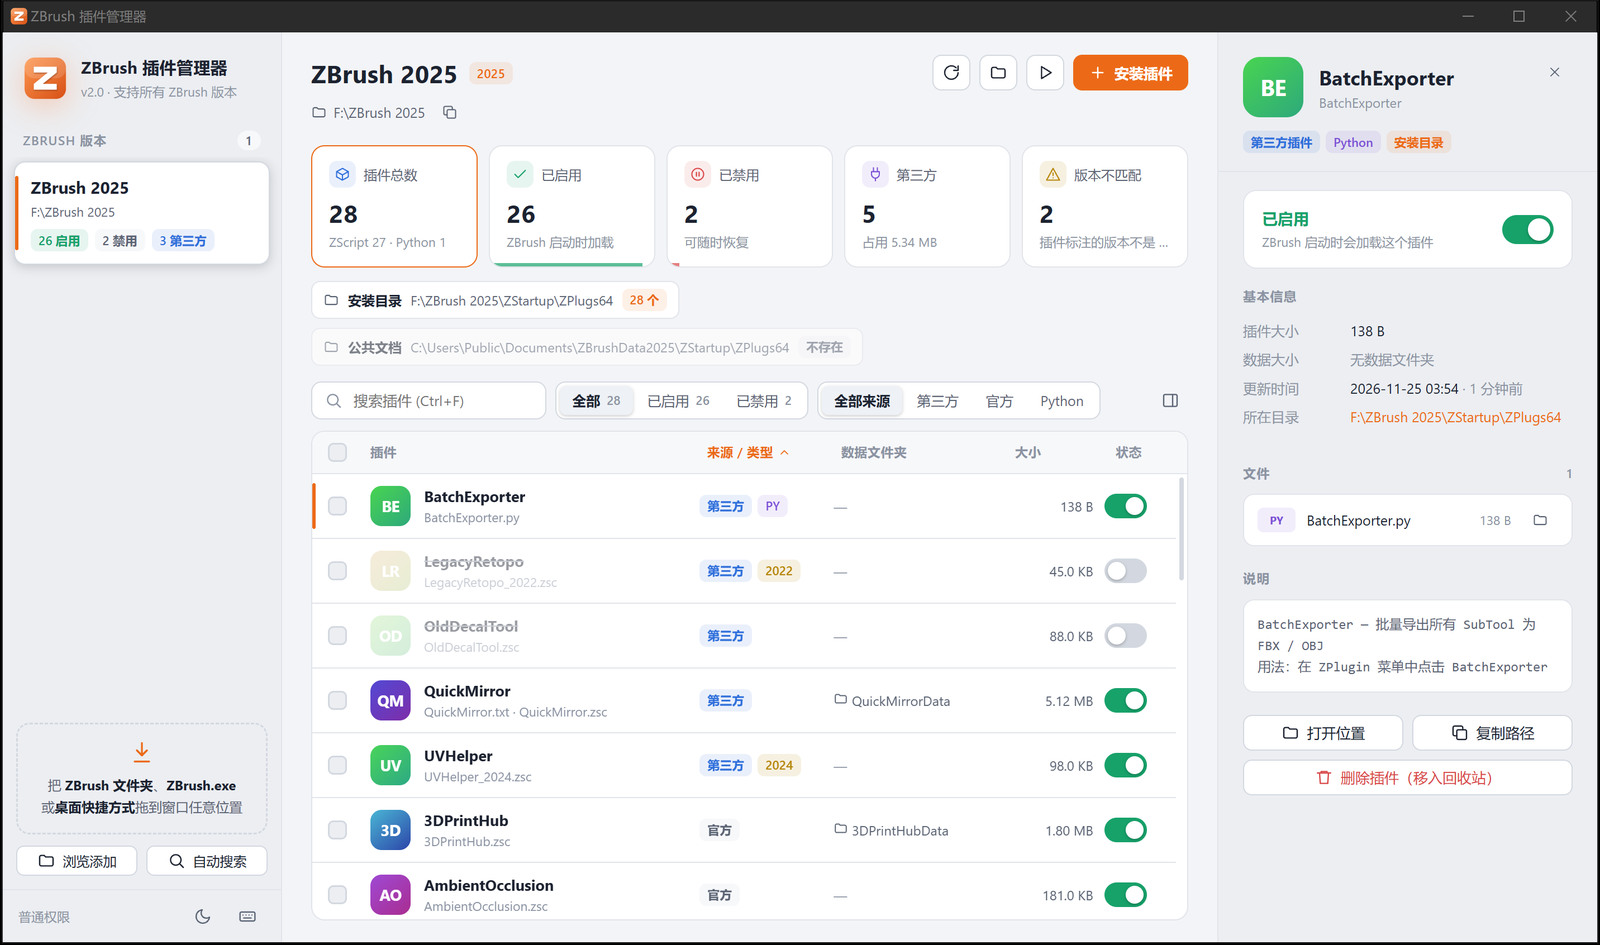 ZBrush 插件管理器
ZBrush 插件管理器
v2.0 · 支持所有 ZBrush 版本
ZBRUSH 版本 1
ZBrush 2025
F:\ZBrush 2025
26 启用 2 禁用 3 第三方
把 ZBrush 文件夹、ZBrush.exe
或桌面快捷方式拖到窗口任意位置
浏览添加 自动搜索
普通权限
ZBrush 2025 2025
安装插件
F:\ZBrush 2025
插件总数
28
ZScript 27 · Python 1
已启用
26
ZBrush 启动时加载
已禁用
2
可随时恢复
第三方
5
占用 5.34 MB
版本不匹配
2
插件标注的版本不是 ...
安装目录 F:\ZBrush 2025\ZStartup\ZPlugs64 28 个
公共文档 C:\Users\Public\Documents\ZBrushData2025\ZStartup\ZPlugs64 不存在
搜索插件 (Ctrl+F) 全部 28 已启用 26 已禁用 2 全部来源 第三方 官方 Python
插件 来源 / 类型 数据文件夹 大小 状态
BE BatchExporter
BatchExporter.py
第三方 PY — 138 B
LR LegacyRetopo
LegacyRetopo_2022.zsc
第三方 2022 — 45.0 KB
OD OldDecalTool
OldDecalTool.zsc
第三方 — 88.0 KB
QM QuickMirror
QuickMirror.txt · QuickMirror.zsc
第三方 QuickMirrorData 5.12 MB
UV UVHelper
UVHelper_2024.zsc
第三方 2024 — 98.0 KB
3D 3DPrintHub
3DPrintHub.zsc
官方 3DPrintHubData 1.80 MB
AO AmbientOcclusion
AmbientOcclusion.zsc
官方 — 181.0 KB
BE BatchExporter
BatchExporter
第三方插件 Python 安装目录
已启用
ZBrush 启动时会加载这个插件
基本信息
插件大小 138 B
数据大小 无数据文件夹
更新时间 2026-11-25 03:54 · 1 分钟前
所在目录 F:\ZBrush 2025\ZStartup\ZPlugs64
文件 1
PY BatchExporter.py 138 B
说明
BatchExporter — 批量导出所有 SubTool 为
FBX / OBJ
用法：在 ZPlugin 菜单中点击 BatchExporter
打开位置 复制路径
删除插件（移入回收站）